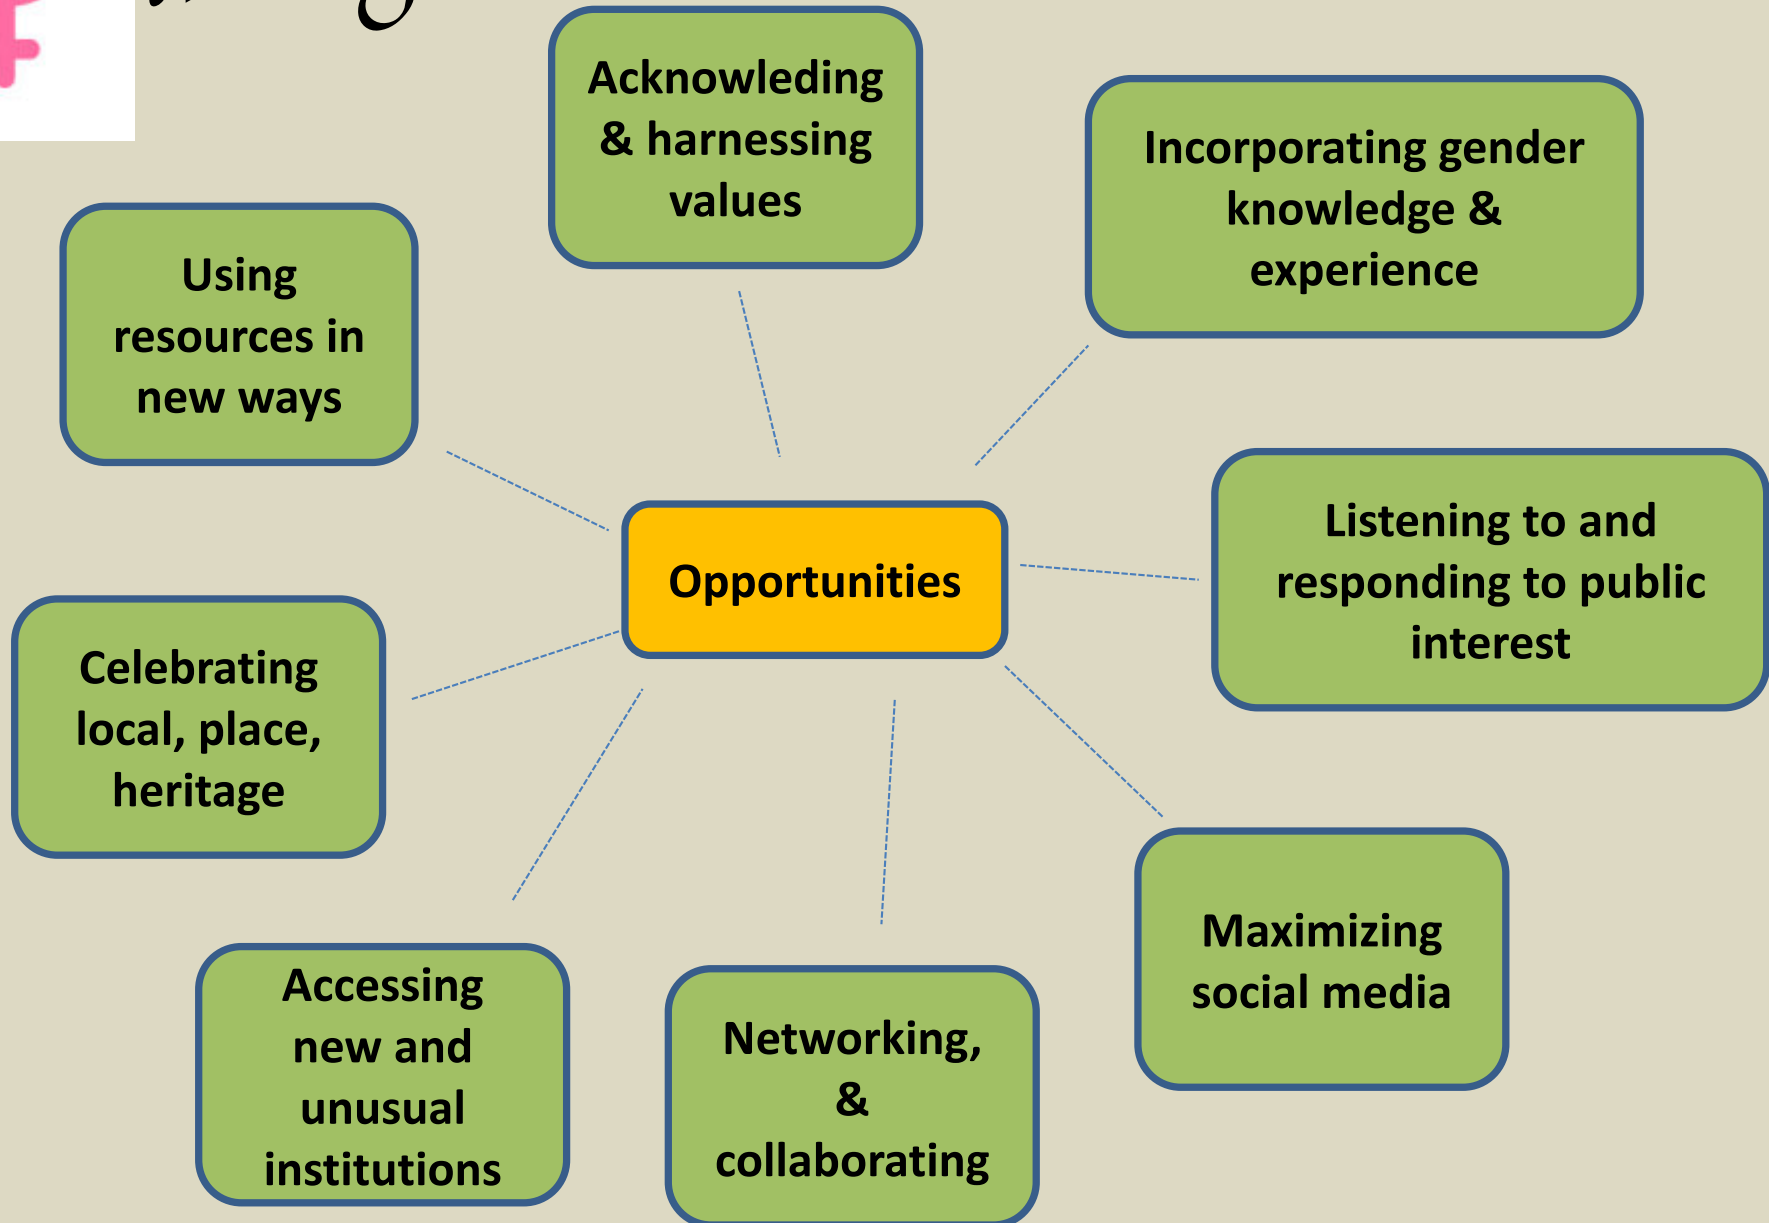 Acknowleding
& harnessing
values
Incorporating gender
knowledge &
experience
Using
resources in
new ways
Listening to and
responding to public
interest
Opportunities
Celebrating
local, place,
heritage
Maximizing
social media
Accessing
new and
unusual
institutions
Networking,
&
collaborating